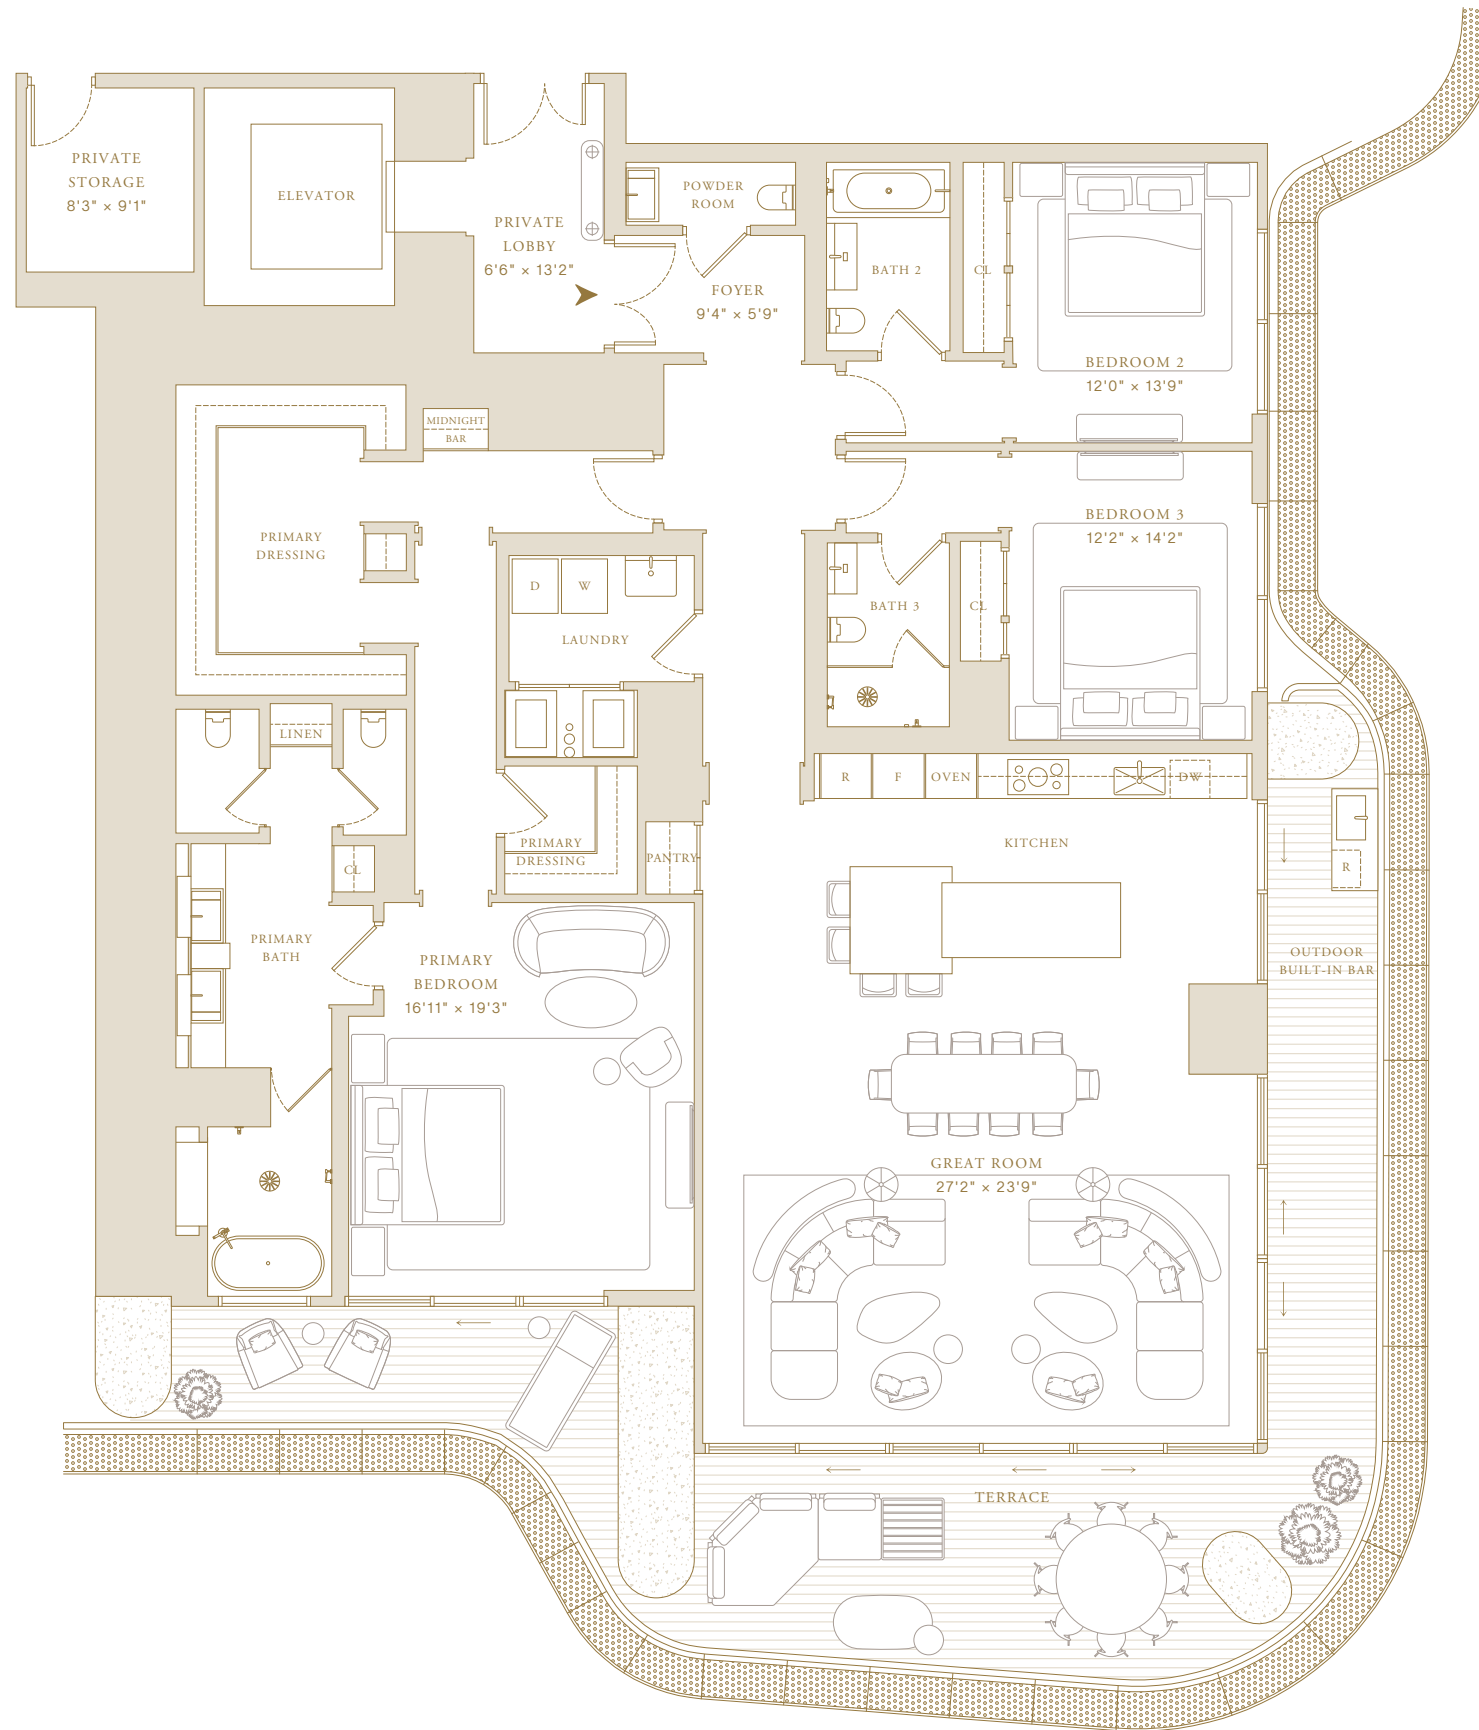 PRIVATE
STORAGE
8'3" × 9'1"
ELEVATOR
PRIVATE
LOBBY
6'6" × 13'2"
POWDER
ROOM
FOYER
9'4" × 5'9"
BATH 2
CL
BEDROOM 2
12'0" × 13'9"
MIDNIGHT
BAR
PRIMARY
DRESSING
BEDROOM 3
12'2" × 14'2"
D
W
LAUNDRY
BATH 3
CL
LINEN
R
F
OVEN
DW
KITCHEN
PRIMARY
DRESSING
PANTRY
CL
R
PRIMARY
BATH
PRIMARY
BEDROOM
16'11" × 19'3"
OUTDOOR
BUILT-IN BAR
GREAT ROOM
27'2" × 23'9"
TERRACE